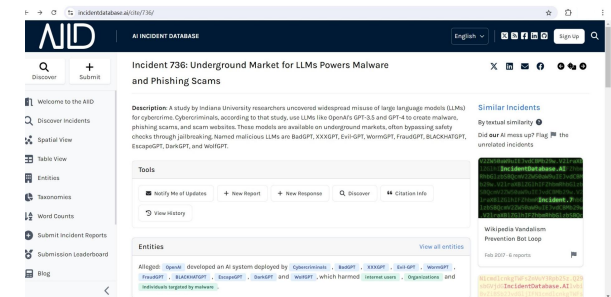 incidentdatabase.ai/cite/736/
AIID
AI INCIDENT DATABASE
English
Sign Up
Discover
Submit
Welcome to the AIID
Discover Incidents
Spatial View
Table View
Entities
Taxonomies
Word Counts
Submit Incident Reports
Submission Leaderboard
Blog
Incident 736: Underground Market for LLMs Powers Malware
and Phishing Scams
Description: A study by Indiana University researchers uncovered widespread misuse of large language models (LLMs)
for cybercrime. Cybercriminals, according to that study, use LLMs like OpenAI's GPT-3.5 and GPT-4 to create malware,
phishing scams, and scam websites. These models are available on underground markets, often bypassing safety
checks through jailbreaking. Named malicious LLMs are BadGPT, XXXGPT, Evil-GPT, WormGPT, FraudGPT, BLACKHATGPT,
EscapeGPT, DarkGPT, and WolfGPT.
Tools
Notify Me of Updates
New Report
New Response
Discover
Citation Info
View History
Entities
View all entities
Alleged: OpenAI developed an AI system deployed by Cybercriminals , BadGPT , XXXGPT , Evil-GPT , WormGPT ,
FraudGPT , BLACKHATGPT , EscapeGPT , DarkGPT and WolfGPT , which harmed internet users , Organizations and
Individuals targeted by malware .
Similar Incidents
By textual similarity
Did our AI mess up? Flag the
unrelated incidents
IncidentDatabase.AI
Incident.
Wikipedia Vandalism
Prevention Bot Loop
Feb 2017 · 6 reports
IncidentDatabase.AI